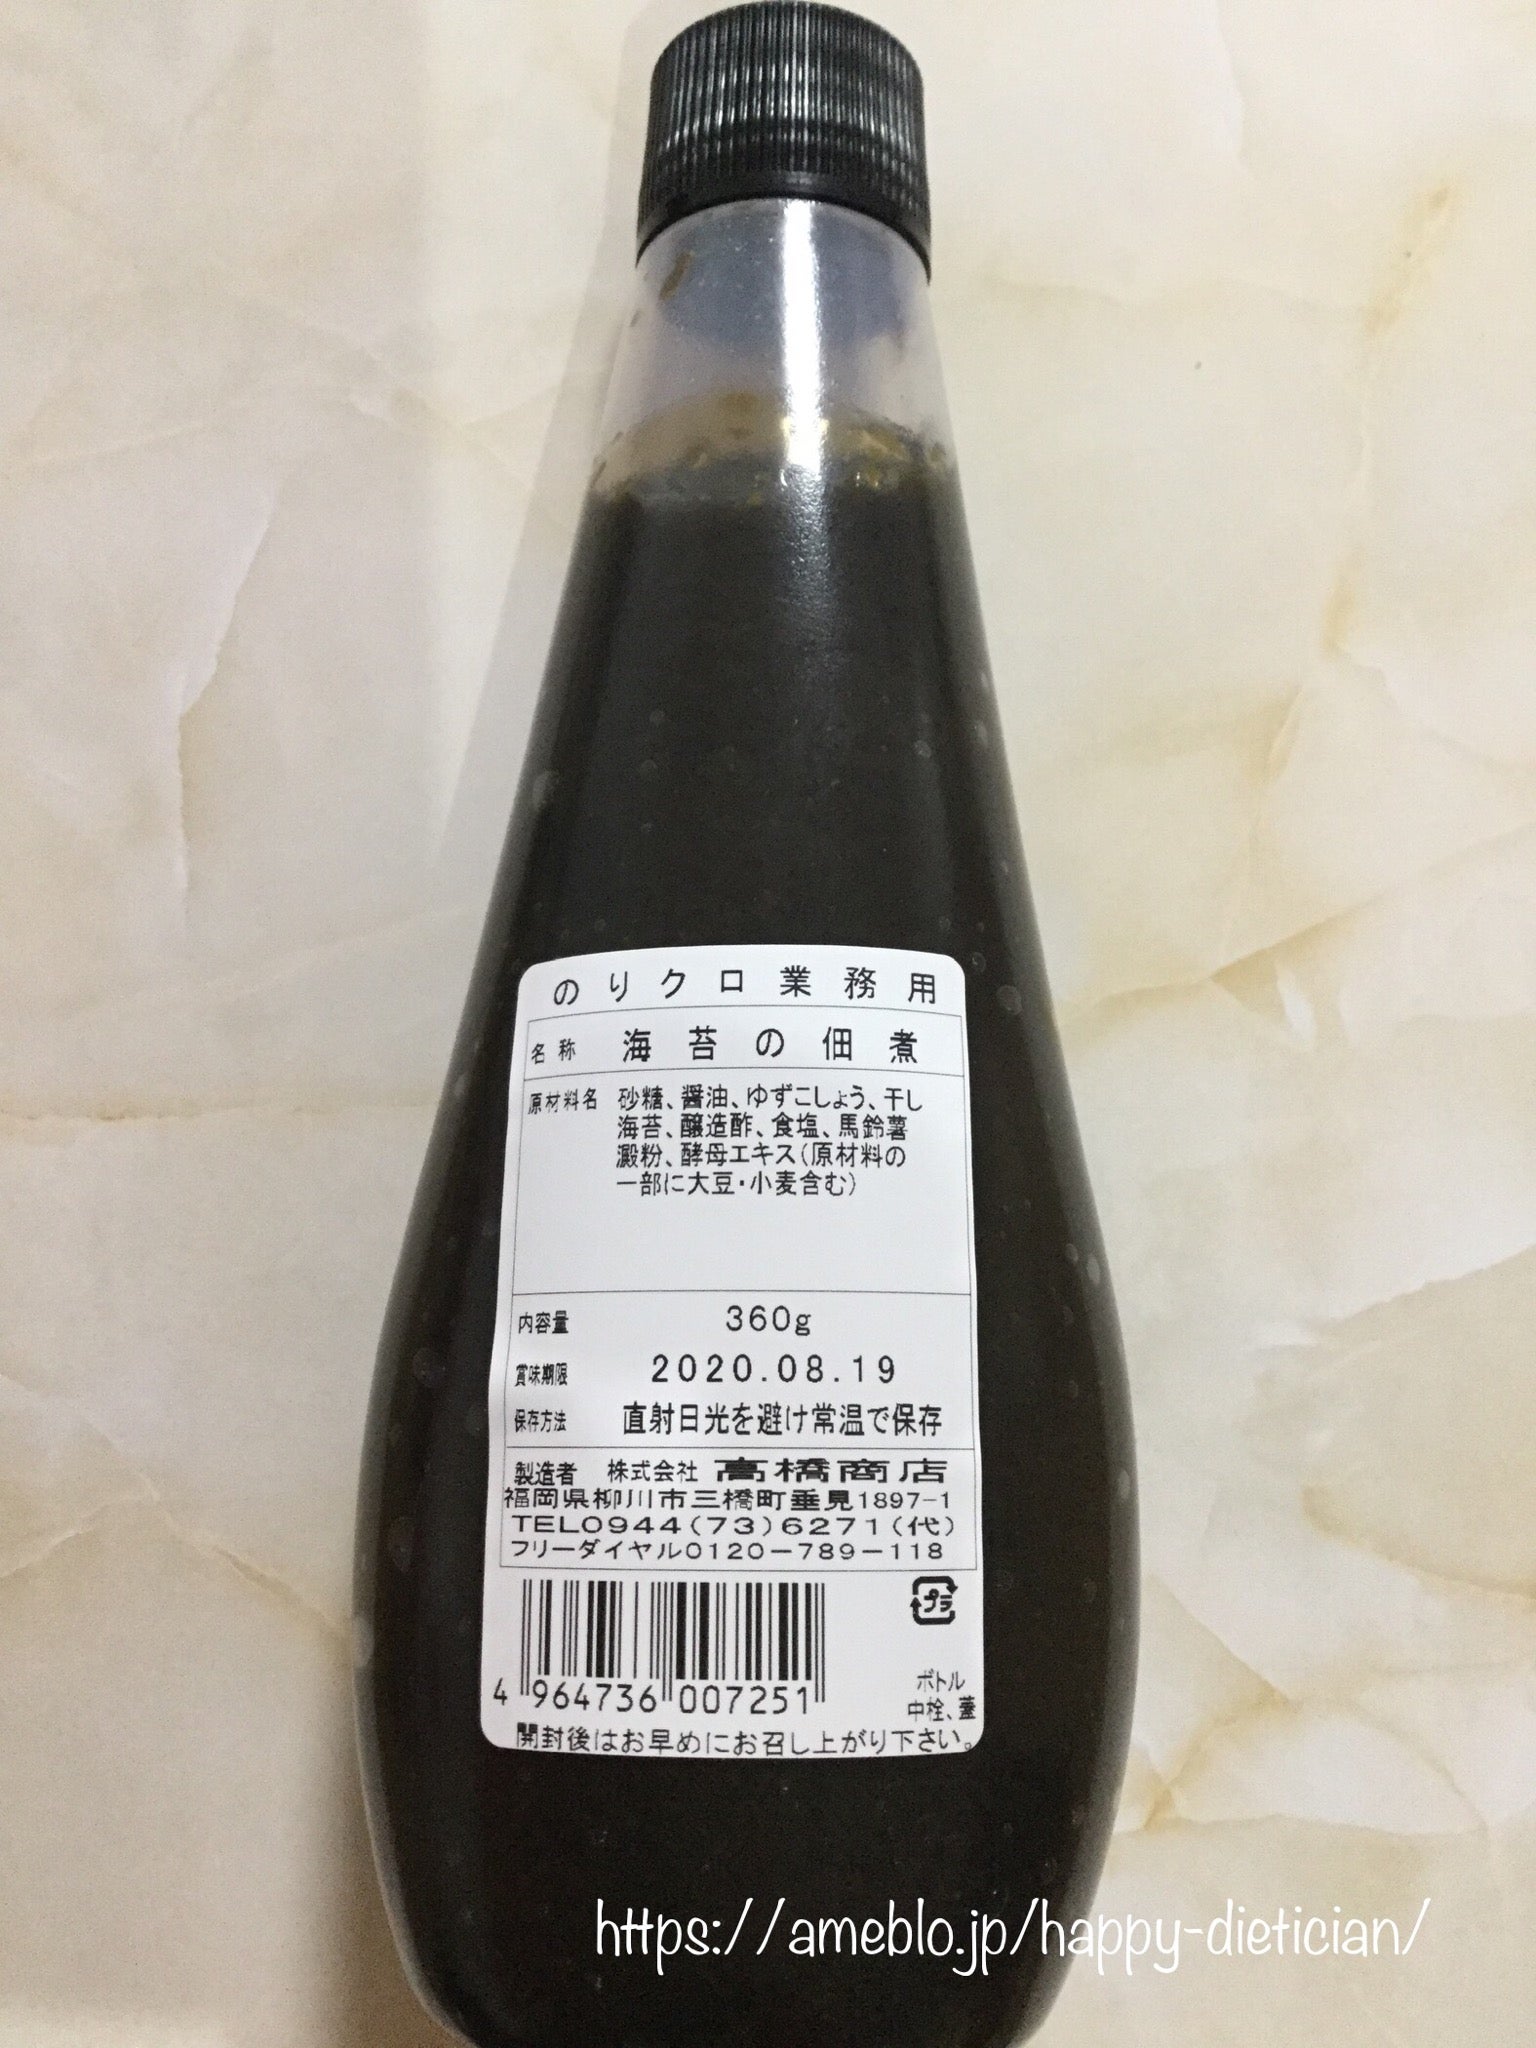 のりクロ業務用
名称 海苔の佃煮
原材料名 砂糖、醤油、ゆずこしょう、干し
海苔、醸造酢、食塩、馬鈴薯
澱粉、酵母エキス(原材料の
一部に大豆・小麦含む)
内容量 360g
賞味期限 2020.08.19
保存方法 直射日光を避け常温で保存
製造者 株式会社 高橋商店
福岡県柳川市三橋町垂見1897-1
TEL0944(73)6271(代)
フリーダイヤル0120-789-118
プラ
ボトル
中栓、蓋
4 964736 007251
開封後はお早めにお召し上がり下さい。
https://ameblo.jp/happy-dietician/